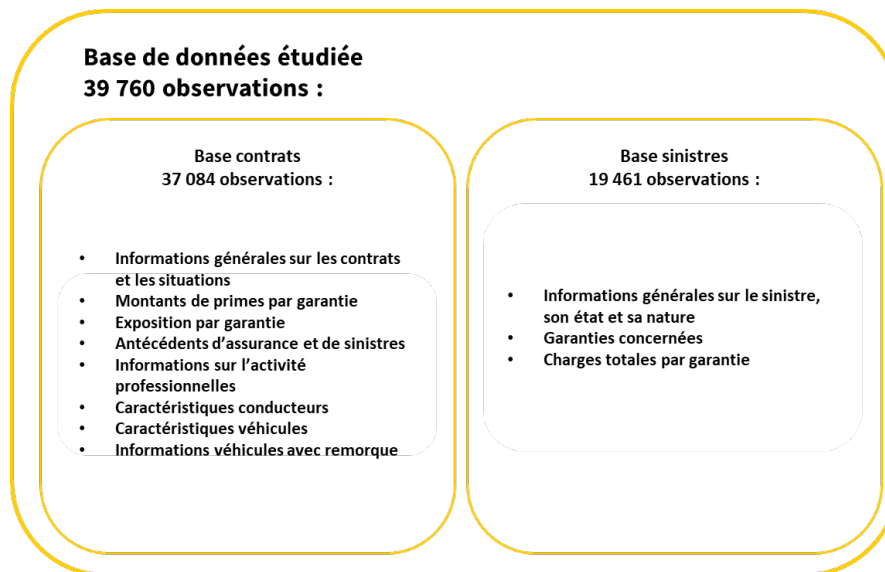 Base de données étudiée
39 760 observations :
Base contrats
37 084 observations :
• Informations générales sur les contrats
et les situations
• Montants de primes par garantie
• Exposition par garantie
• Antécédents d’assurance et de sinistres
• Informations sur l’activité
professionnelles
• Caractéristiques conducteurs
• Caractéristiques véhicules
• Informations véhicules avec remorque
Base sinistres
19 461 observations :
• Informations générales sur le sinistre,
son état et sa nature
• Garanties concernées
• Charges totales par garantie